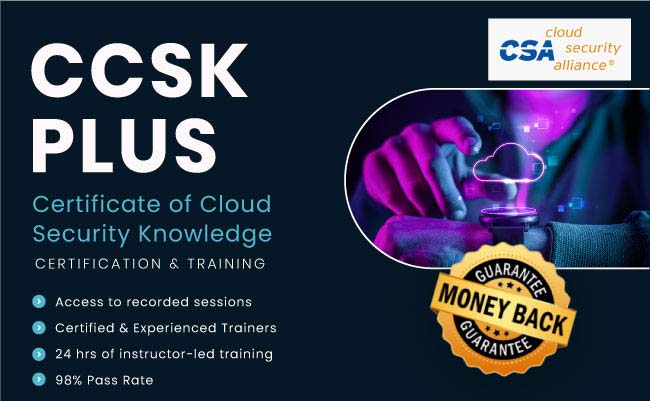 CCSK
PLUS
Certificate of Cloud
Security Knowledge
CERTIFICATION & TRAINING
Access to recorded sessions
Certified & Experienced Trainers
24 hrs of instructor-led training
98% Pass Rate
CSA
cloud
security
alliance®
GUARANTEE
MONEY BACK
GUARANTEE